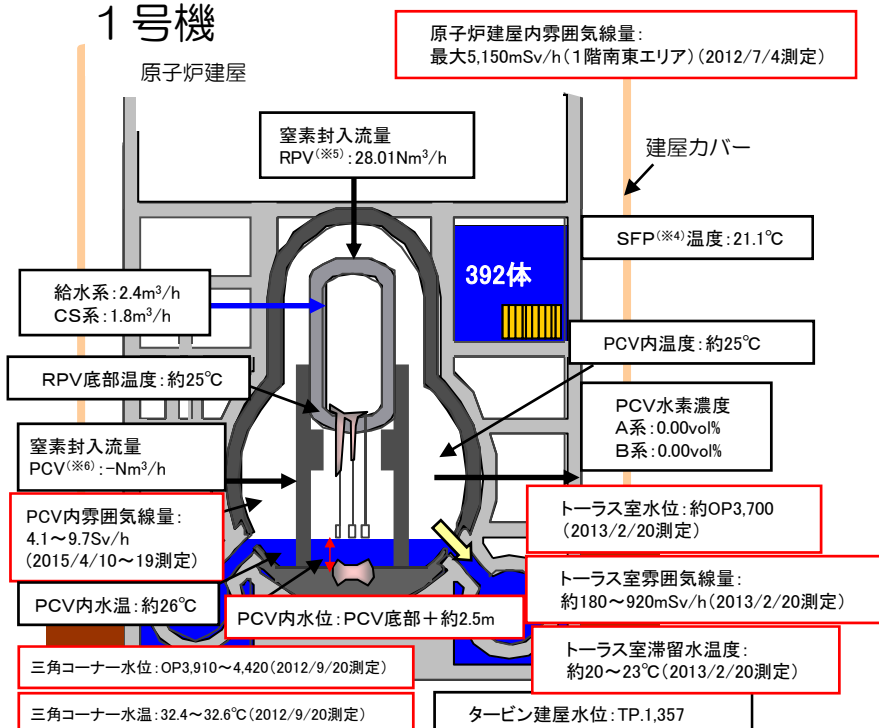 1号機
原子炉建屋内雰囲気線量:
最大5,150mSv/h(1階南東エリア)(2012/7/4測定)
原子炉建屋
窒素封入流量
RPV(※5):28.01Nm³/h
建屋カバー
SFP(※4)温度:21.1℃
392体
給水系:2.4m³/h
CS系:1.8m³/h
PCV内温度:約25℃
RPV底部温度:約25℃
PCV水素濃度
A系:0.00vol%
B系:0.00vol%
窒素封入流量
PCV(※6):-Nm³/h
PCV内雰囲気線量:
4.1~9.7Sv/h
(2015/4/10~19測定)
トーラス室水位:約OP3,700
(2013/2/20測定)
トーラス室雰囲気線量:
約180~920mSv/h(2013/2/20測定)
PCV内水温:約26℃
PCV内水位:PCV底部+約2.5m
トーラス室滞留水温度:
約20~23℃(2013/2/20測定)
三角コーナー水位:OP3,910~4,420(2012/9/20測定)
三角コーナー水温:32.4~32.6℃(2012/9/20測定)
タービン建屋水位:TP.1,357